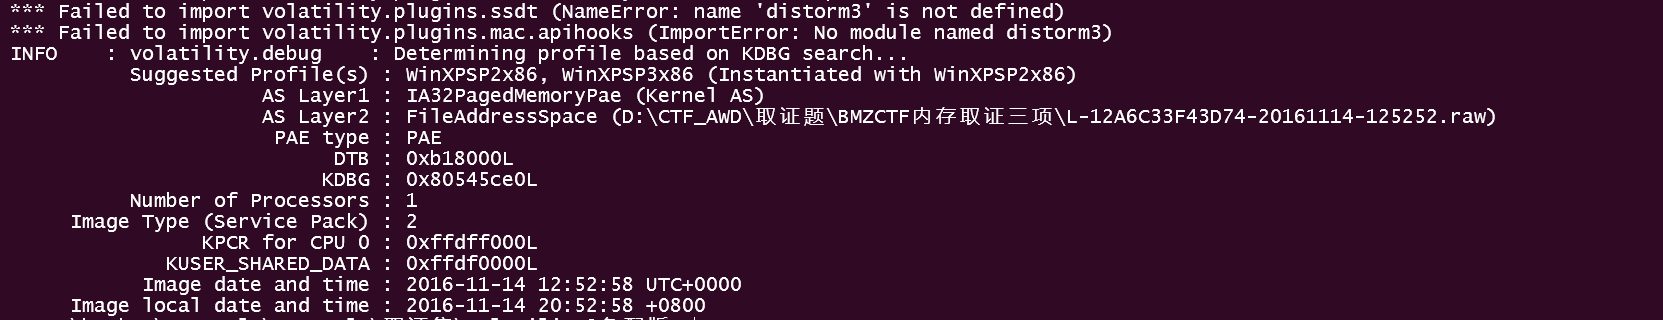 *** Failed to import volatility.plugins.ssdt (NameError: name 'distorm3' is not defined)
*** Failed to import volatility.plugins.mac.apihooks (ImportError: No module named distorm3)
INFO    : volatility.debug    : Determining profile based on KDBG search...
Suggested Profile(s) : WinXPSP2x86, WinXPSP3x86 (Instantiated with WinXPSP2x86)
AS Layer1 : IA32PagedMemoryPae (Kernel AS)
AS Layer2 : FileAddressSpace (D:\CTF_AWD\取证题\BMZCTF内存取证三项\L-12A6C33F43D74-20161114-125252.raw)
PAE type : PAE
DTB : 0xb18000L
KDBG : 0x80545ce0L
Number of Processors : 1
Image Type (Service Pack) : 2
KPCR for CPU 0 : 0xffdff000L
KUSER_SHARED_DATA : 0xffdf0000L
Image date and time : 2016-11-14 12:52:58 UTC+0000
Image local date and time : 2016-11-14 20:52:58 +0800